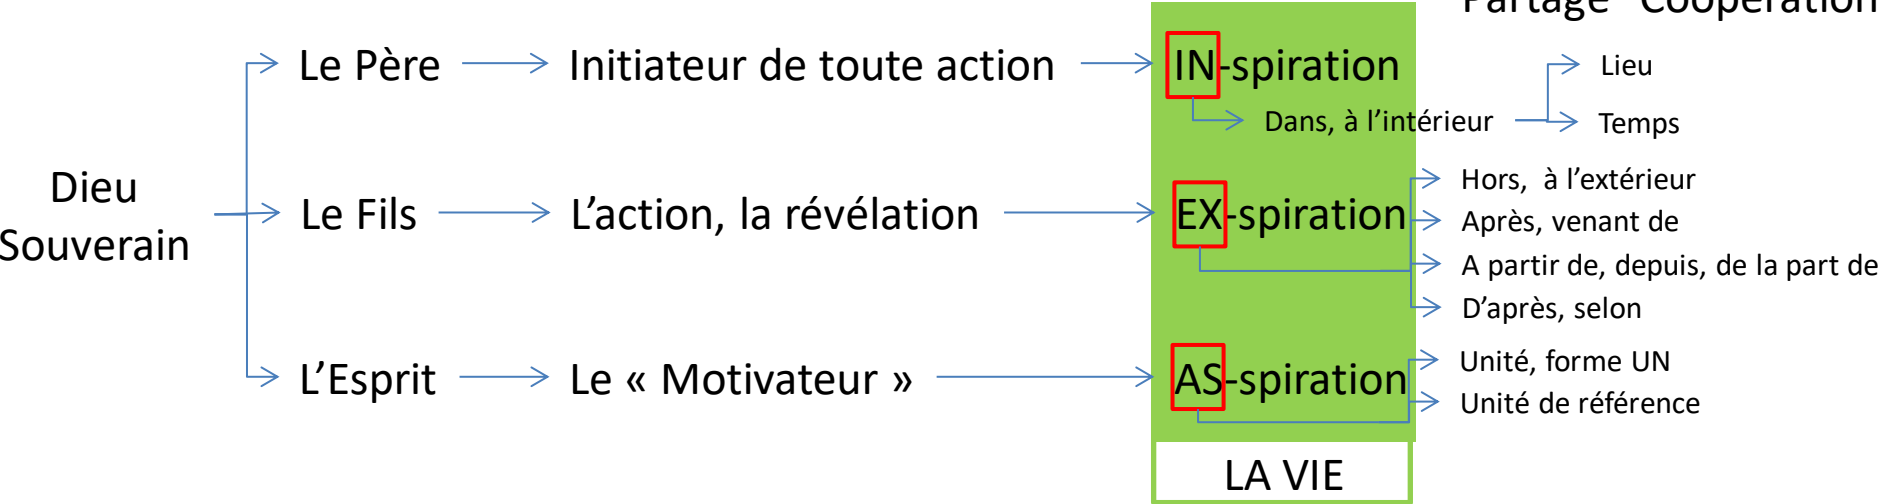 Partage Coopération
Le Père
Initiateur de toute action
IN-spiration
Lieu
Dans, à l'intérieur
Temps
Dieu
Souverain
Le Fils
L'action, la révélation
EX-spiration
Hors, à l'extérieur
Après, venant de
A partir de, depuis, de la part de
D'après, selon
L'Esprit
Le « Motivateur »
AS-spiration
Unité, forme UN
Unité de référence
LA VIE